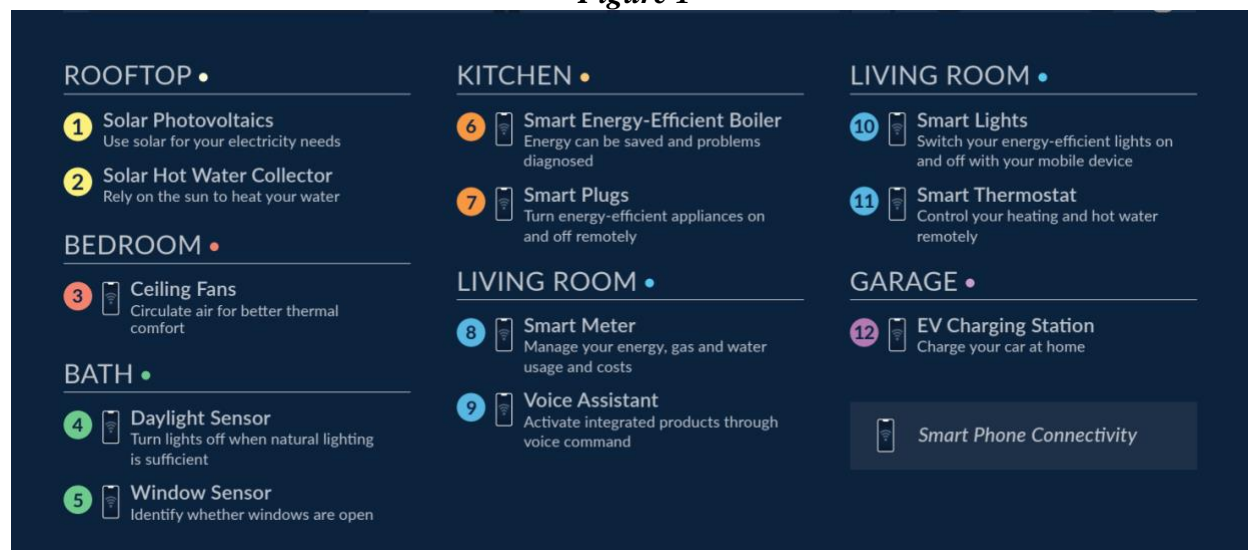 Figure 1
ROOFTOP
1 Solar Photovoltaics
Use solar for your electricity needs
2 Solar Hot Water Collector
Rely on the sun to heat your water
BEDROOM
3 Ceiling Fans
Circulate air for better thermal
comfort
BATH
4 Daylight Sensor
Turn lights off when natural lighting
is sufficient
5 Window Sensor
Identify whether windows are open
KITCHEN
6 Smart Energy-Efficient Boiler
Energy can be saved and problems
diagnosed
7 Smart Plugs
Turn energy-efficient appliances on
and off remotely
LIVING ROOM
8 Smart Meter
Manage your energy, gas and water
usage and costs
9 Voice Assistant
Activate integrated products through
voice command
LIVING ROOM
10 Smart Lights
Switch your energy-efficient lights on
and off with your mobile device
11 Smart Thermostat
Control your heating and hot water
remotely
GARAGE
12 EV Charging Station
Charge your car at home
Smart Phone Connectivity